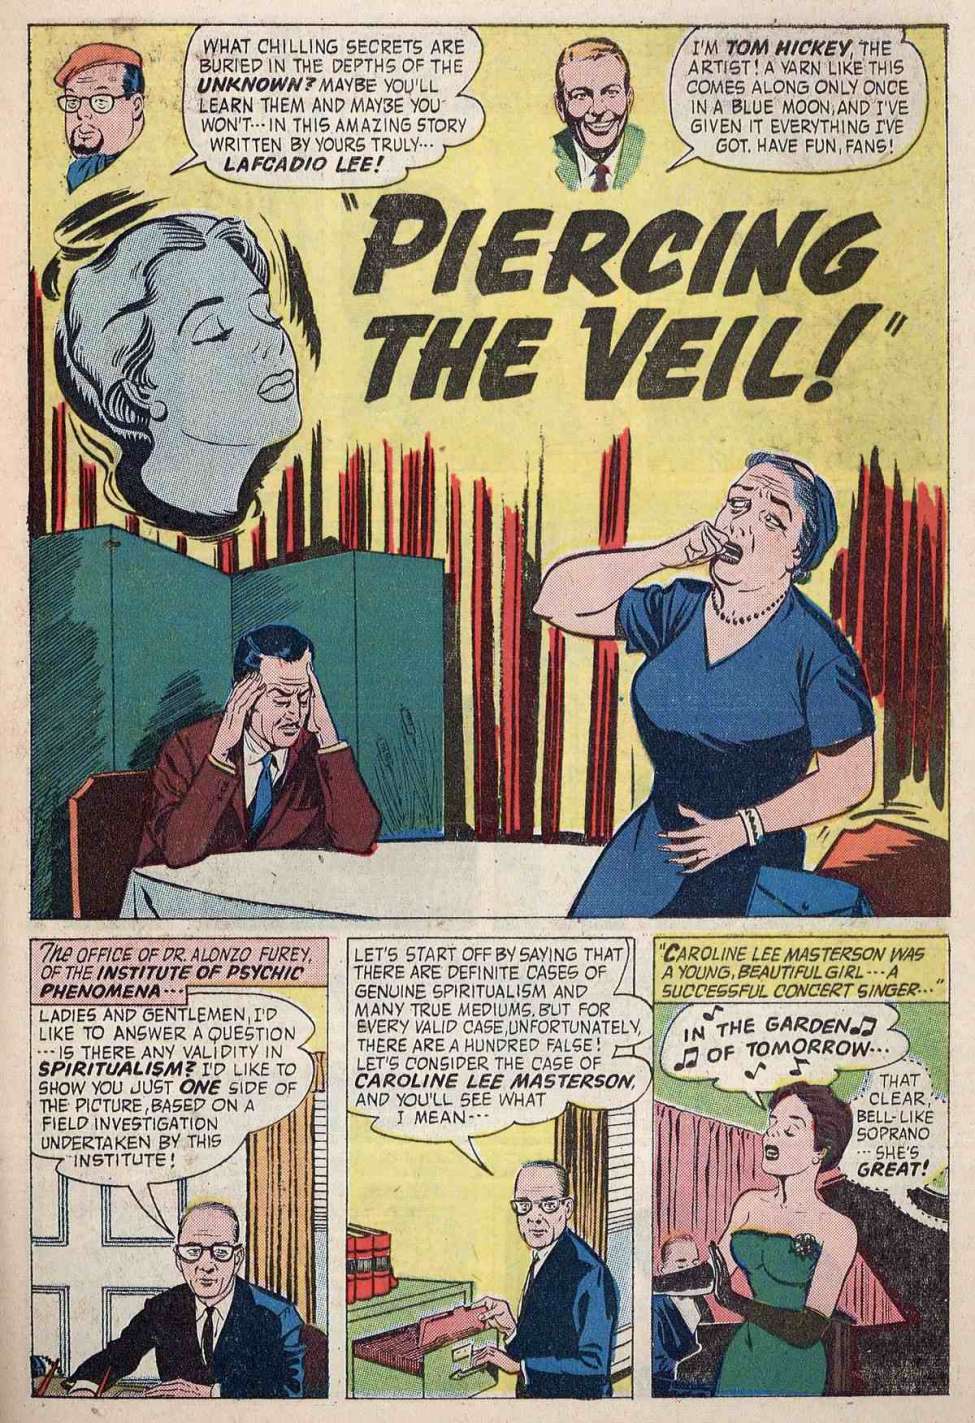 WHAT CHILLING SECRETS ARE
BURIED IN THE DEPTHS OF THE
UNKNOWN? MAYBE YOU'LL
LEARN THEM AND MAYBE YOU
WON'T--- IN THIS AMAZING STORY
WRITTEN BY YOURS TRULY---
LAFCADIO LEE!
I'M TOM HICKEY, THE
ARTIST! A YARN LIKE THIS
COMES ALONG ONLY ONCE
IN A BLUE MOON, AND I'VE
GIVEN IT EVERYTHING I'VE
GOT. HAVE FUN, FANS!
"PIERCING
THE VEIL!"
The OFFICE OF DR. ALONZO FUREY,
OF THE INSTITUTE OF PSYCHIC
PHENOMENA---
LADIES AND GENTLEMEN, I'D
LIKE TO ANSWER A QUESTION
---IS THERE ANY VALIDITY IN
SPIRITUALISM? I'D LIKE TO
SHOW YOU JUST ONE SIDE OF
THE PICTURE, BASED ON A
FIELD INVESTIGATION
UNDERTAKEN BY THIS
INSTITUTE!
LET'S START OFF BY SAYING THAT
THERE ARE DEFINITE CASES OF
GENUINE SPIRITUALISM AND
MANY TRUE MEDIUMS, BUT FOR
EVERY VALID CASE, UNFORTUNATELY,
THERE ARE A HUNDRED FALSE!
LET'S CONSIDER THE CASE OF
CAROLINE LEE MASTERSON,
AND YOU'LL SEE WHAT
I MEAN---
"CAROLINE LEE MASTERSON WAS
A YOUNG, BEAUTIFUL GIRL---A
SUCCESSFUL CONCERT SINGER---"
IN THE GARDEN
OF TOMORROW...
THAT
CLEAR,
BELL-LIKE
SOPRANO
---SHE'S
GREAT!